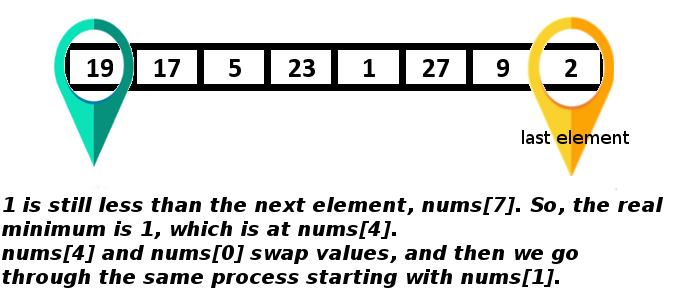 19 17 5 23 1 27 9 2
last element
1 is still less than the next element, nums[7]. So, the real
minimum is 1, which is at nums[4].
nums[4] and nums[0] swap values, and then we go
through the same process starting with nums[1].